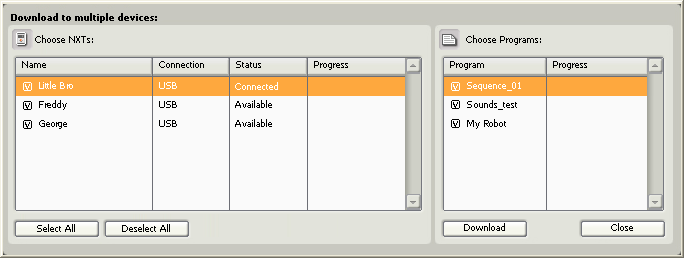 Download to multiple devices:
Choose NXTs:
Name Connection Status Progress
Little Bro USB Connected
Freddy USB Available
George USB Available
Select All Deselect All
Choose Programs:
Program Progress
Sequence_01
Sounds_test
My Robot
Download Close